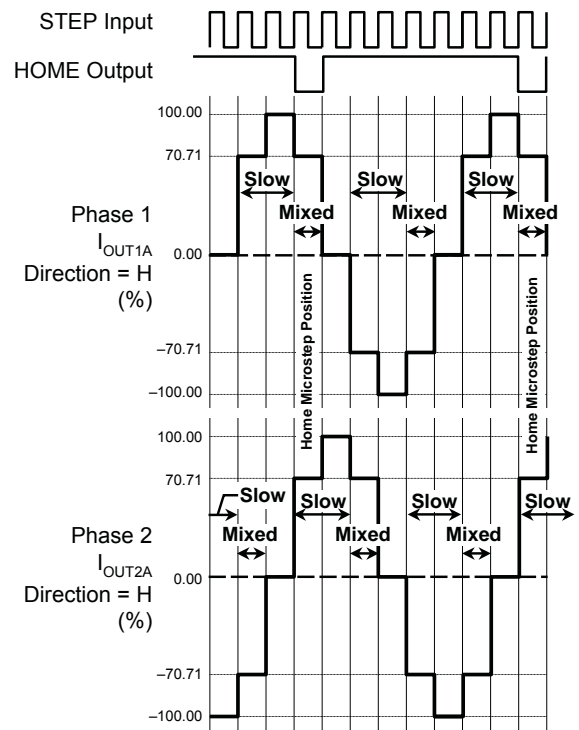 STEP Input
HOME Output
100.00
70.71
Slow
Slow
Slow
Phase 1
Mixed
Mixed
Mixed
IOUT1A
0.00
Direction = H
(%)
Home Microstep Position
Home Microstep Position
–70.71
–100.00
100.00
70.71
Slow
Slow
Slow
Slow
Phase 2
Mixed
Mixed
Mixed
IOUT2A
0.00
Direction = H
(%)
–70.71
–100.00